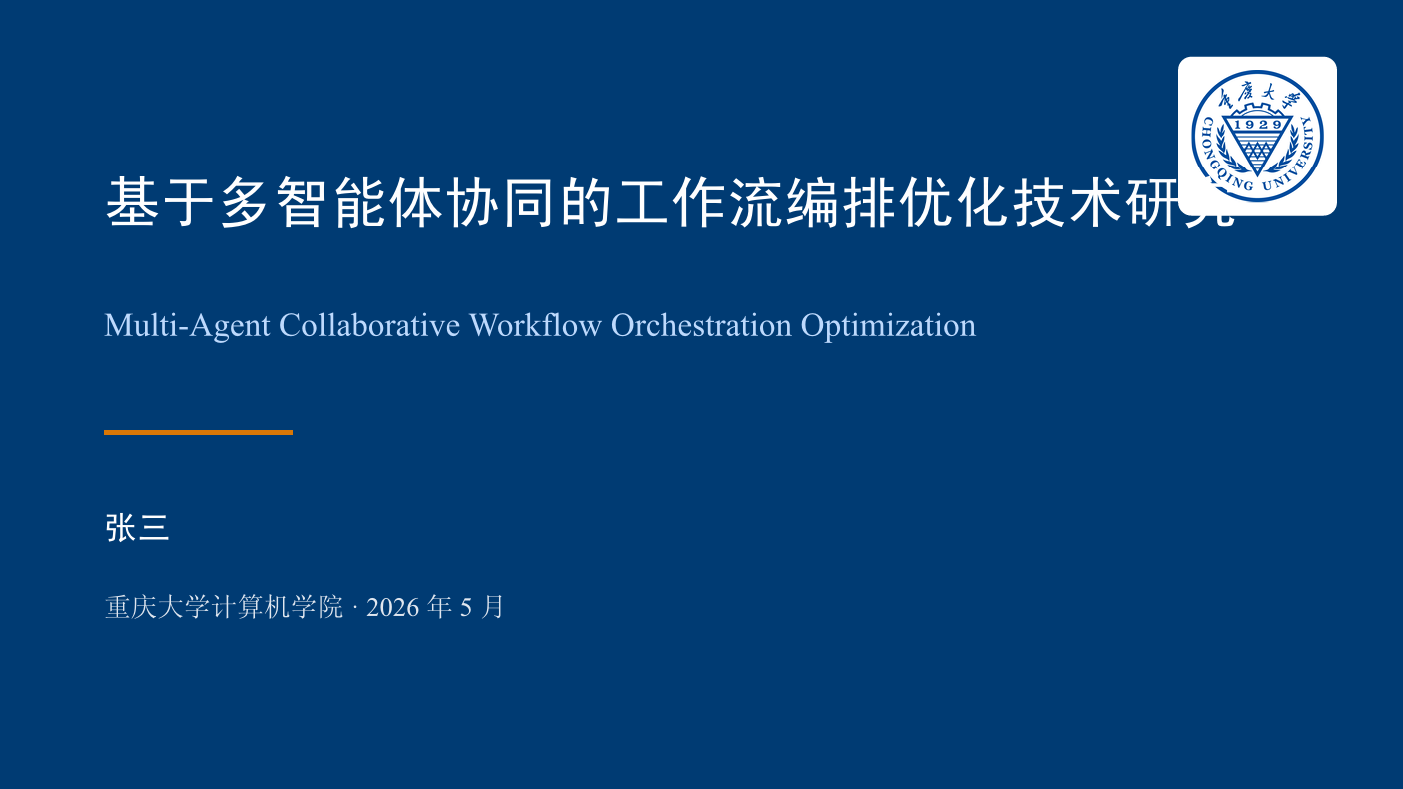 重庆大学
1929
CHONGQING UNIVERSITY
基于多智能体协同的工作流编排优化技术研究
Multi-Agent Collaborative Workflow Orchestration Optimization
张三
重庆大学计算机学院 · 2026 年 5 月